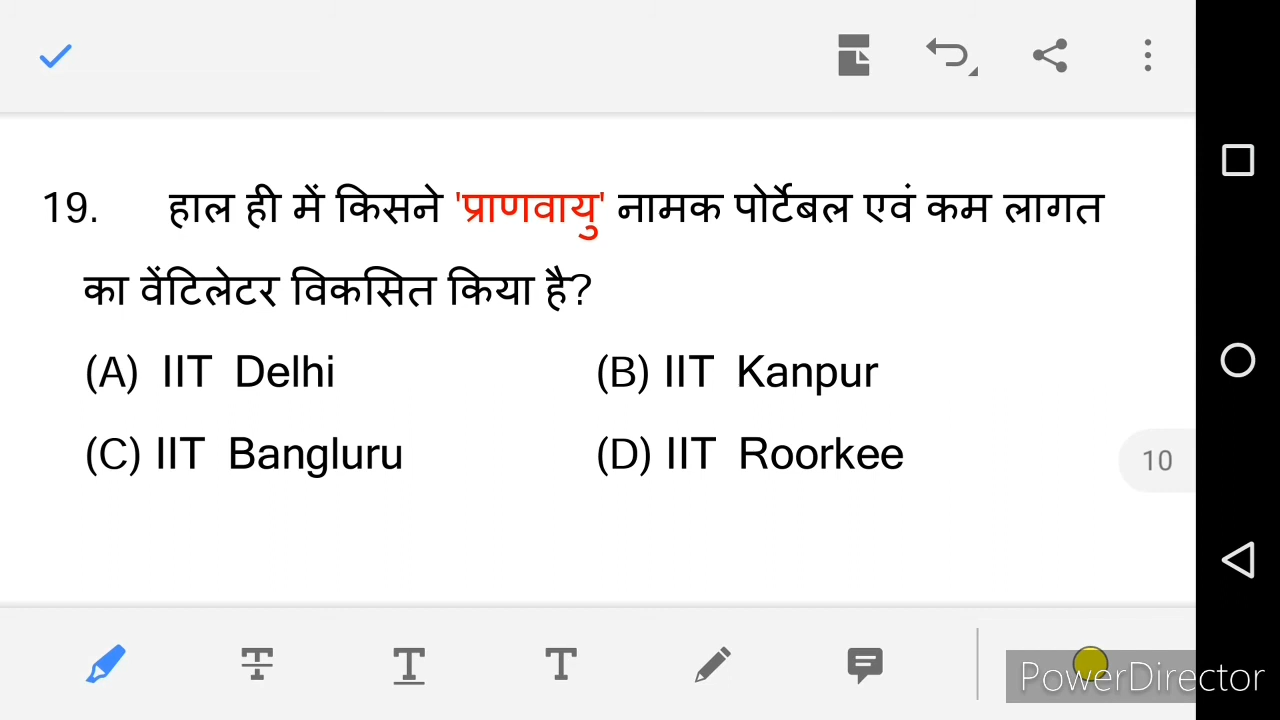 19. हाल ही में किसने 'प्राणवायु' नामक पोर्टेबल एवं कम लागत
का वेंटिलेटर विकसित किया है?
(A) IIT Delhi (B) IIT Kanpur
(C) IIT Bangluru (D) IIT Roorkee
10
T T T
PowerDirector